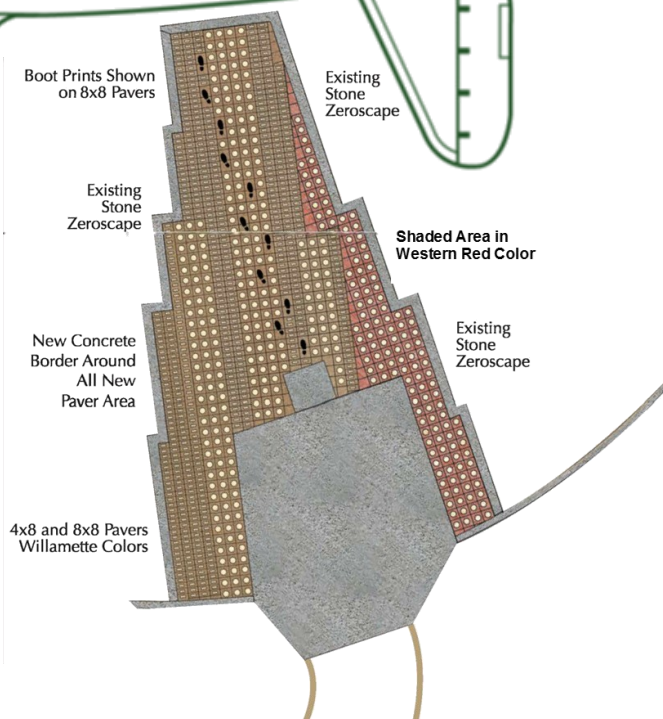 Boot Prints Shown
on 8x8 Pavers
Existing
Stone
Zeroscape
Existing
Stone
Zeroscape
Shaded Area in
Western Red Color
New Concrete
Border Around
All New
Paver Area
Existing
Stone
Zeroscape
4x8 and 8x8 Pavers
Willamette Colors